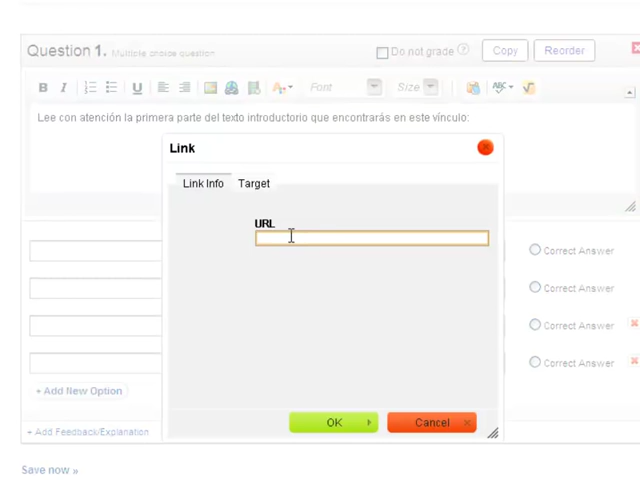 Question 1. Multiple choice question
Do not grade ? Copy Reorder
B I U Font Size ABC
Lee con atención la primera parte del texto introductorio que encontrarás en este vínculo:
Link
Link Info Target
URL
Correct Answer
Correct Answer
Correct Answer
Correct Answer
+ Add New Option
OK Cancel
+ Add Feedback/Explanation
Save now »